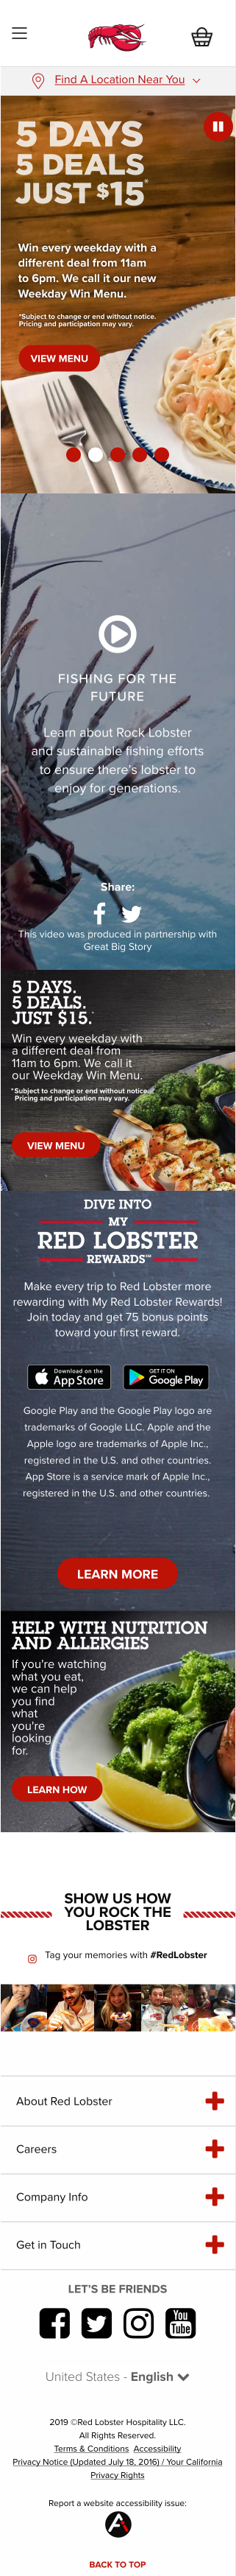 Find A Location Near You
5 DAYS
5 DEALS
JUST $15*
Win every weekday with a
different deal from 11am
to 6pm. We call it our new
Weekday Win Menu.
*Subject to change or end without notice.
Pricing and participation may vary.
VIEW MENU
FISHING FOR THE
FUTURE
Learn about Rock Lobster
and sustainable fishing efforts
to ensure there's lobster to
enjoy for generations.
Share:
This video was produced in partnership with
Great Big Story
5 DAYS.
5 DEALS.
JUST $15.*
Win every weekday with
a different deal from
11am to 6pm. We call it
our Weekday Win Menu.
*Subject to change or end without notice.
Pricing and participation may vary.
VIEW MENU
DIVE INTO
MY
RED LOBSTER
REWARDS℠
Make every trip to Red Lobster more
rewarding with My Red Lobster Rewards!
Join today and get 75 bonus points
toward your first reward.
Download on the
App Store
GET IT ON
Google Play
Google Play and the Google Play logo are
trademarks of Google LLC. Apple and the
Apple logo are trademarks of Apple Inc.,
registered in the U.S. and other countries.
App Store is a service mark of Apple Inc.,
registered in the U.S. and other countries.
LEARN MORE
HELP WITH NUTRITION
AND ALLERGIES
If you're watching
what you eat,
we can help
you find
what
you're
looking
for.
LEARN HOW
SHOW US HOW
YOU ROCK THE
LOBSTER
Tag your memories with #RedLobster
About Red Lobster
Careers
Company Info
Get in Touch
LET'S BE FRIENDS
You
Tube
United States - English
2019 ©Red Lobster Hospitality LLC.
All Rights Reserved.
Terms & Conditions Accessibility
Privacy Notice (Updated July 18, 2016) / Your California
Privacy Rights
Report a website accessibility issue:
BACK TO TOP